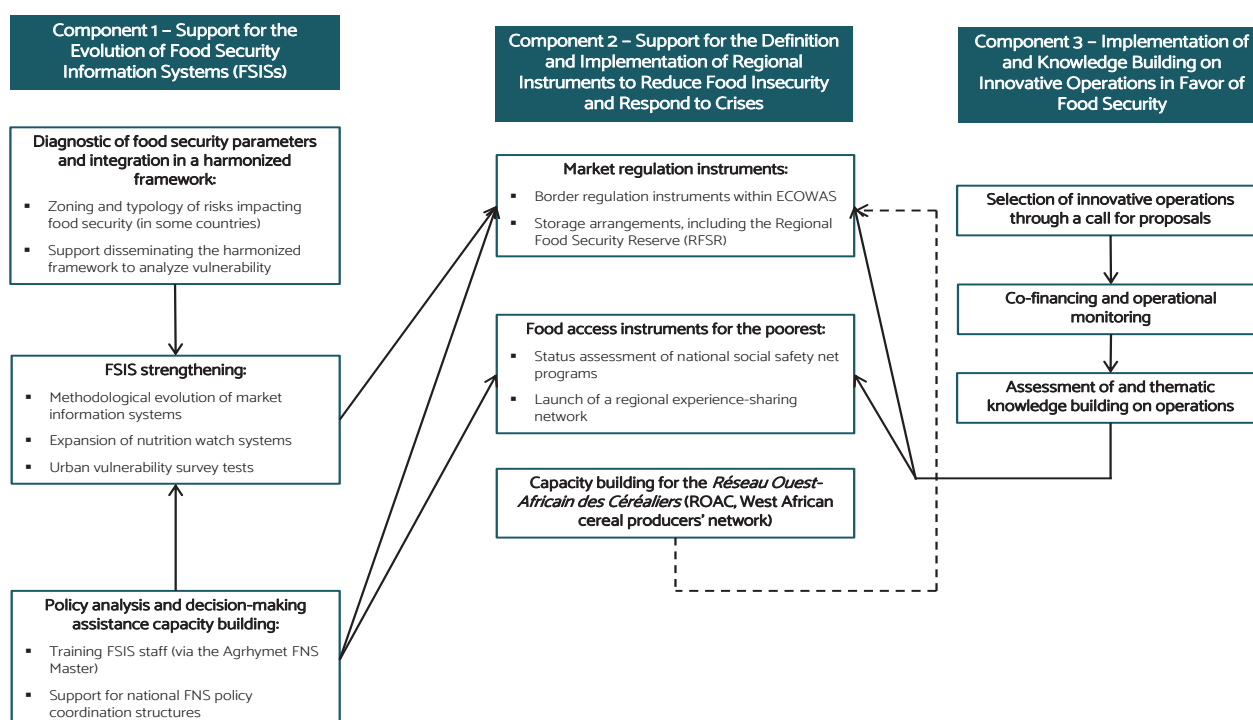 Component 1 – Support for the
Evolution of Food Security
Information Systems (FSISs)
Diagnostic of food security parameters
and integration in a harmonized
framework:
▪ Zoning and typology of risks impacting
food security (in some countries)
▪ Support disseminating the harmonized
framework to analyze vulnerability
FSIS strengthening:
▪ Methodological evolution of market
information systems
▪ Expansion of nutrition watch systems
▪ Urban vulnerability survey tests
Policy analysis and decision-making
assistance capacity building:
▪ Training FSIS staff (via the Agrhymet FNS
Master)
▪ Support for national FNS policy
coordination structures
Component 2 – Support for the Definition
and Implementation of Regional
Instruments to Reduce Food Insecurity
and Respond to Crises
Market regulation instruments:
▪ Border regulation instruments within ECOWAS
▪ Storage arrangements, including the Regional
Food Security Reserve (RFSR)
Food access instruments for the poorest:
▪ Status assessment of national social safety net
programs
▪ Launch of a regional experience-sharing
network
Capacity building for the Réseau Ouest-
Africain des Céréaliers (ROAC, West African
cereal producers’ network)
Component 3 – Implementation of
and Knowledge Building on
Innovative Operations in Favor of
Food Security
Selection of innovative operations
through a call for proposals
Co-financing and operational
monitoring
Assessment of and thematic
knowledge building on operations